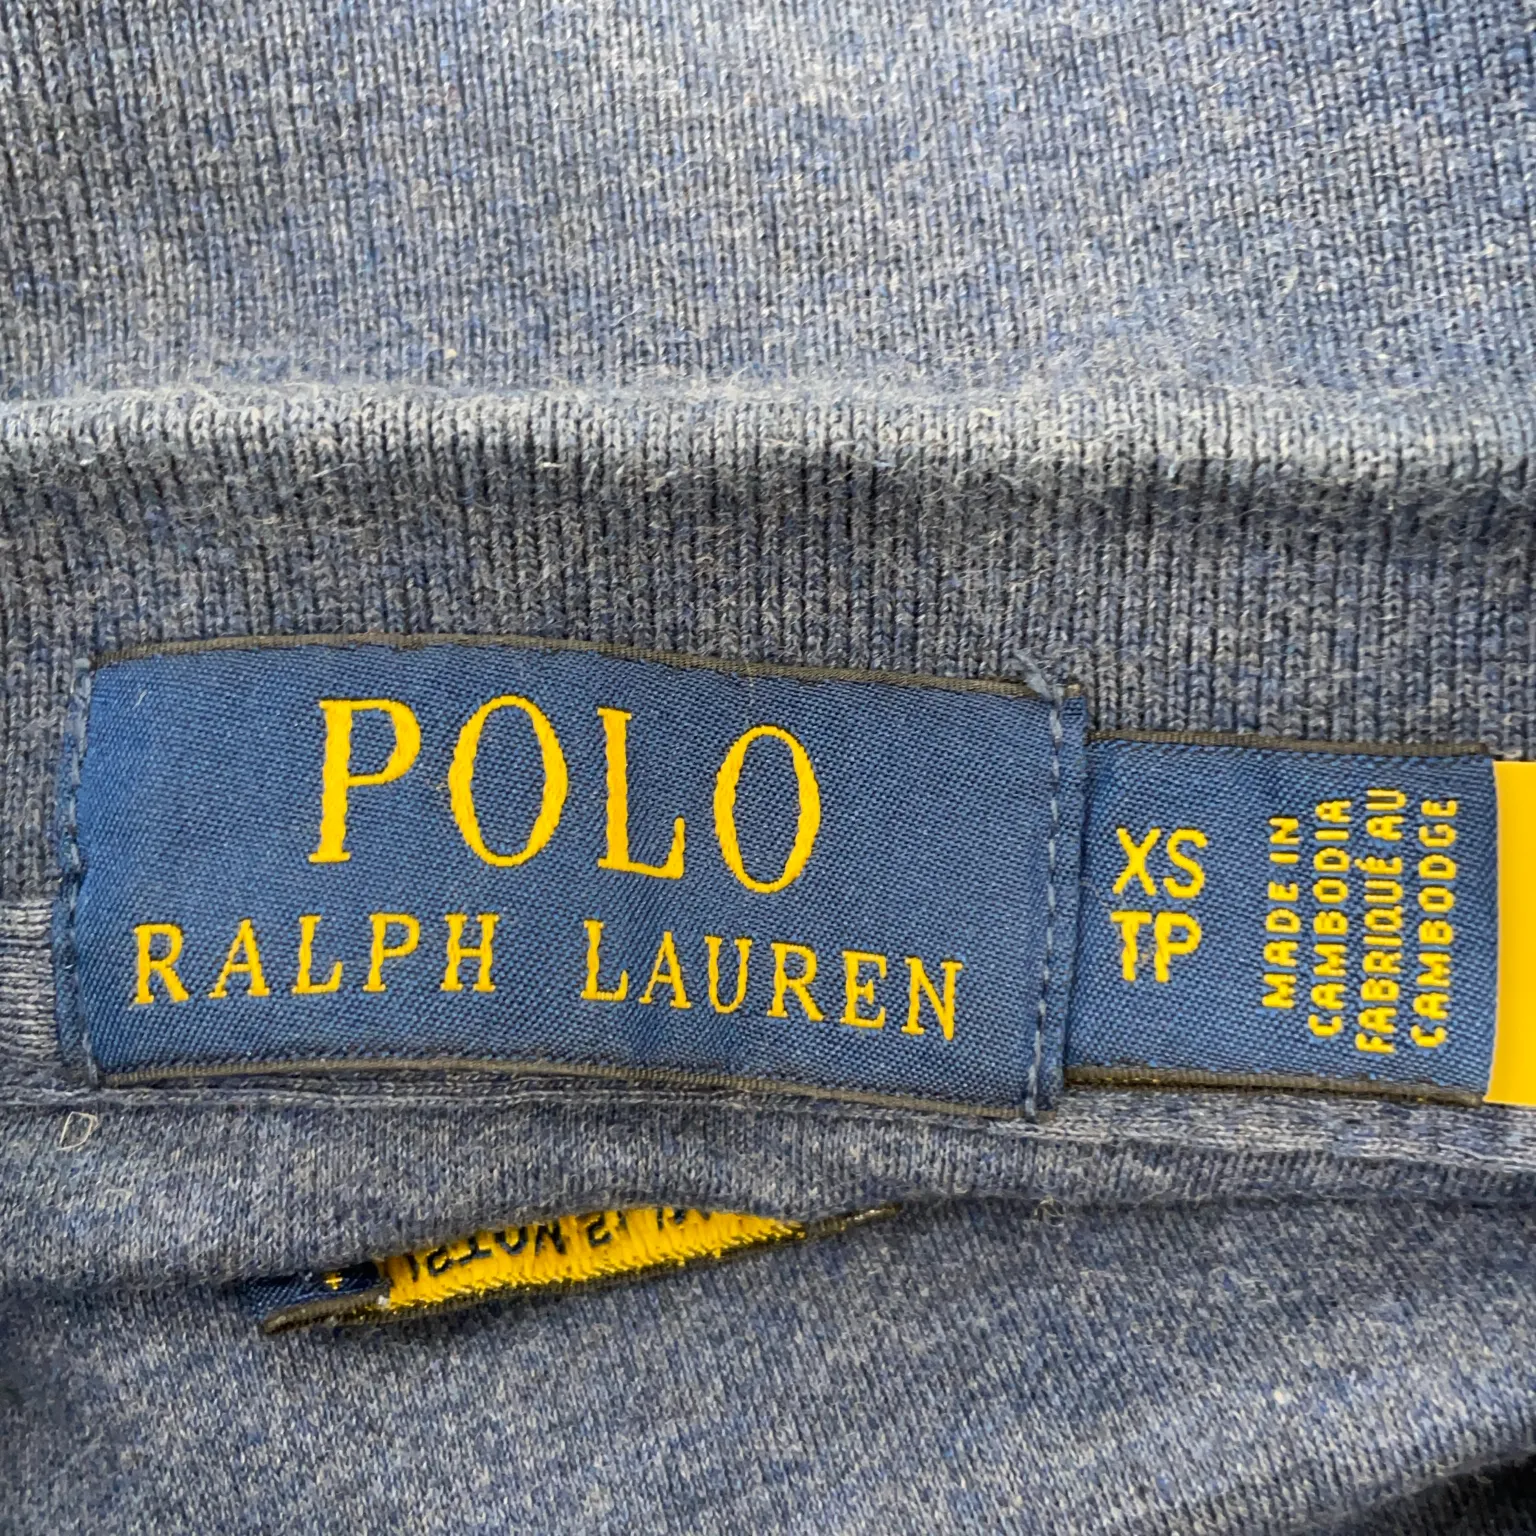 POLO
RALPH LAUREN
XS
TP
MADE IN
CAMBODIA
FABRIQUÉ AU
CAMBODGE